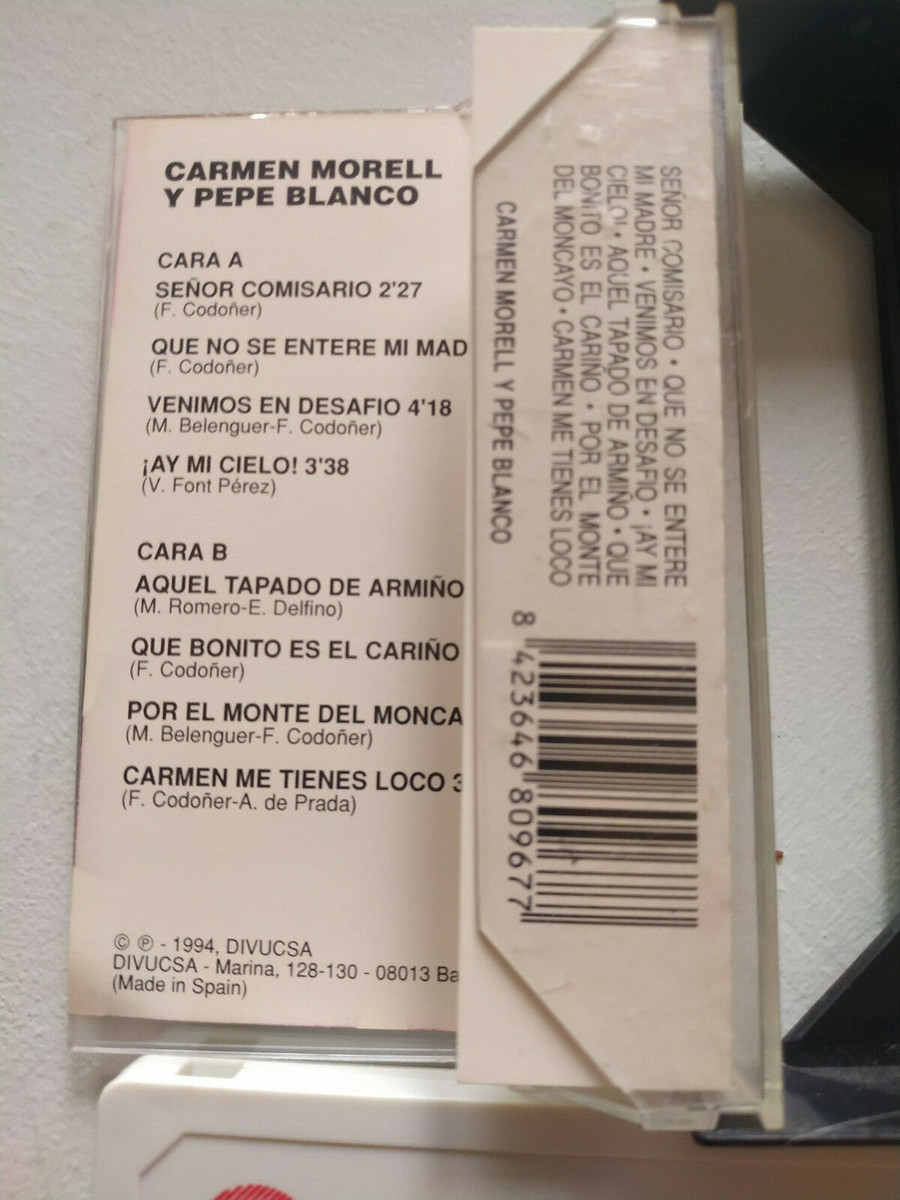 CARMEN MORELL
Y PEPE BLANCO
CARA A
SEÑOR COMISARIO 2'27
(F. Codoñer)
QUE NO SE ENTERE MI MAD
(F. Codoñer)
VENIMOS EN DESAFIO 4'18
(M. Belenguer-F. Codoñer)
¡AY MI CIELO! 3'38
(V. Font Pérez)
CARA B
AQUEL TAPADO DE ARMIÑO
(M. Romero-E. Delfino)
QUE BONITO ES EL CARIÑO
(F. Codoñer)
POR EL MONTE DEL MONCA
(M. Belenguer-F. Codoñer)
CARMEN ME TIENES LOCO 3
(F. Codoñer-A. de Prada)
© ℗ - 1994, DIVUCSA
DIVUCSA - Marina, 128-130 - 08013 Ba
(Made in Spain)
SEÑOR COMISARIO • QUE NO SE ENTERE
MI MADRE • VENIMOS EN DESAFIO • ¡AY MI
CIELO! • AQUEL TAPADO DE ARMIÑO • QUE
BONITO ES EL CARIÑO • POR EL MONTE
DEL MONCAYO • CARMEN ME TIENES LOCO
CARMEN MORELL Y PEPE BLANCO
8 423646 809677